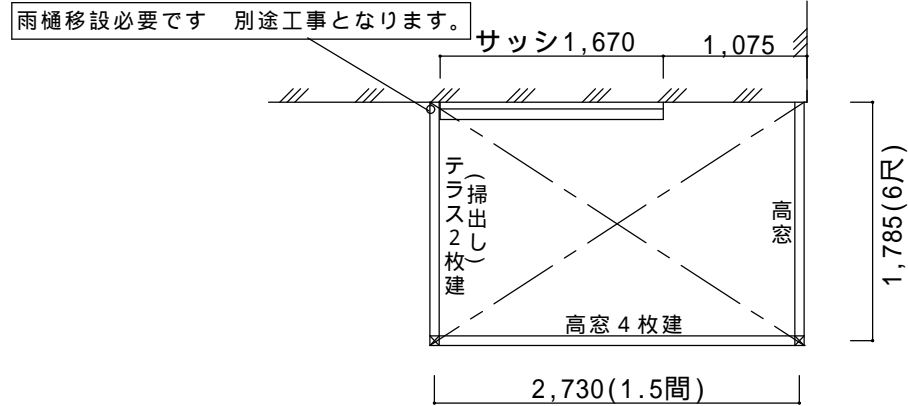 雨樋移設必要です　別途工事となります。
サッシ1,670
1,075
テラス２枚建
(掃出し)
高窓
1,785(6尺)
高窓４枚建
2,730(1.5間)